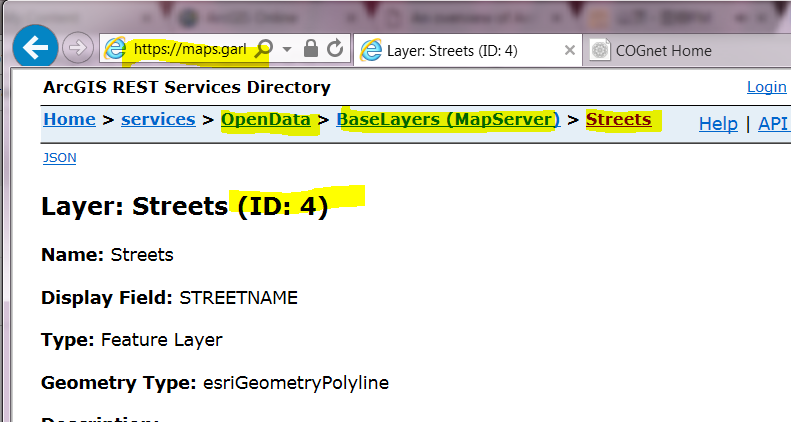 ArcGIS Online
https://maps.garl
Layer: Streets (ID: 4)
COGnet Home
ArcGIS REST Services Directory
Login
Home > services > OpenData > BaseLayers (MapServer) > Streets
Help | API
JSON
Layer: Streets (ID: 4)
Name: Streets
Display Field: STREETNAME
Type: Feature Layer
Geometry Type: esriGeometryPolyline
Description: